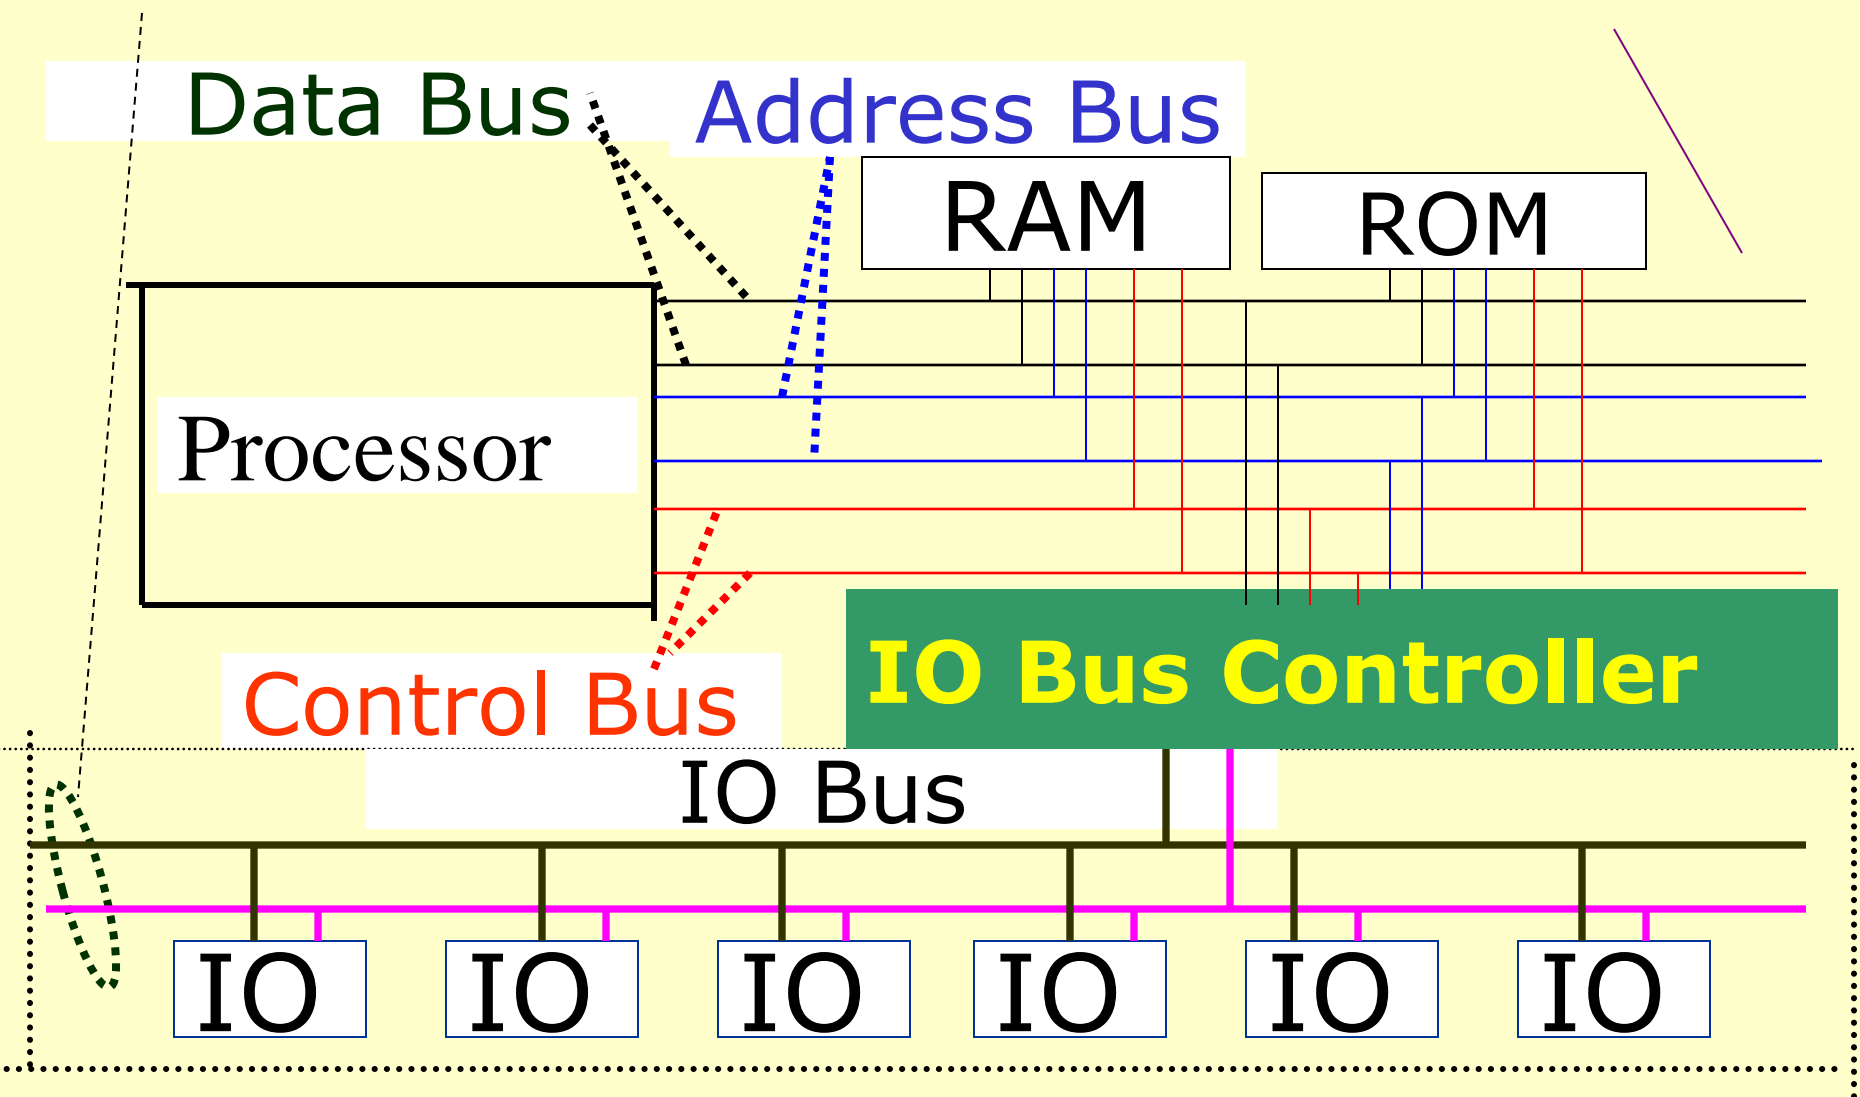 Data Bus
Address Bus
RAM
ROM
Processor
Control Bus
IO Bus Controller
IO Bus
IO
IO
IO
IO
IO
IO